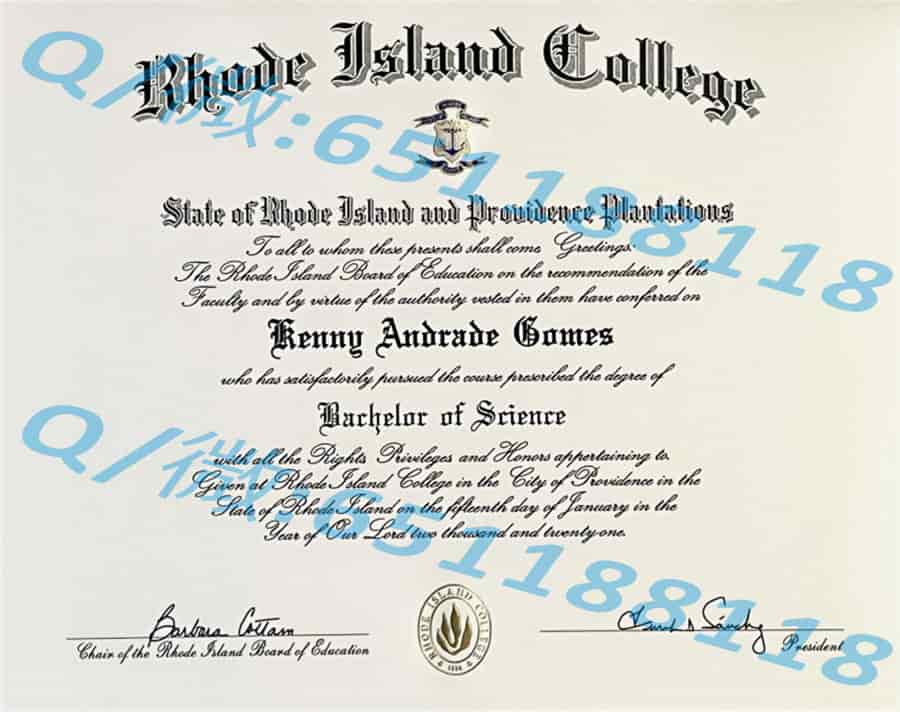 Rhode Island College
State of Rhode Island and Providence Plantations
To all to whom these presents shall come, Greetings:
The Rhode Island Board of Education on the recommendation of the
Faculty and by virtue of the authority vested in them have conferred on
Kenny Andrade Gomes
who has satisfactorily pursued the course prescribed the degree of
Bachelor of Science
with all the Rights Privileges and Honors appertaining to.
Given at Rhode Island College in the City of Providence in the
State of Rhode Island on the fifteenth day of January in the
Year of Our Lord two thousand and twenty one.
Barbara Cottam
Chair of the Rhode Island Board of Education
RHODE ISLAND COLLEGE
Sánchez
President
Q/微:651188118
Q/微:651188118